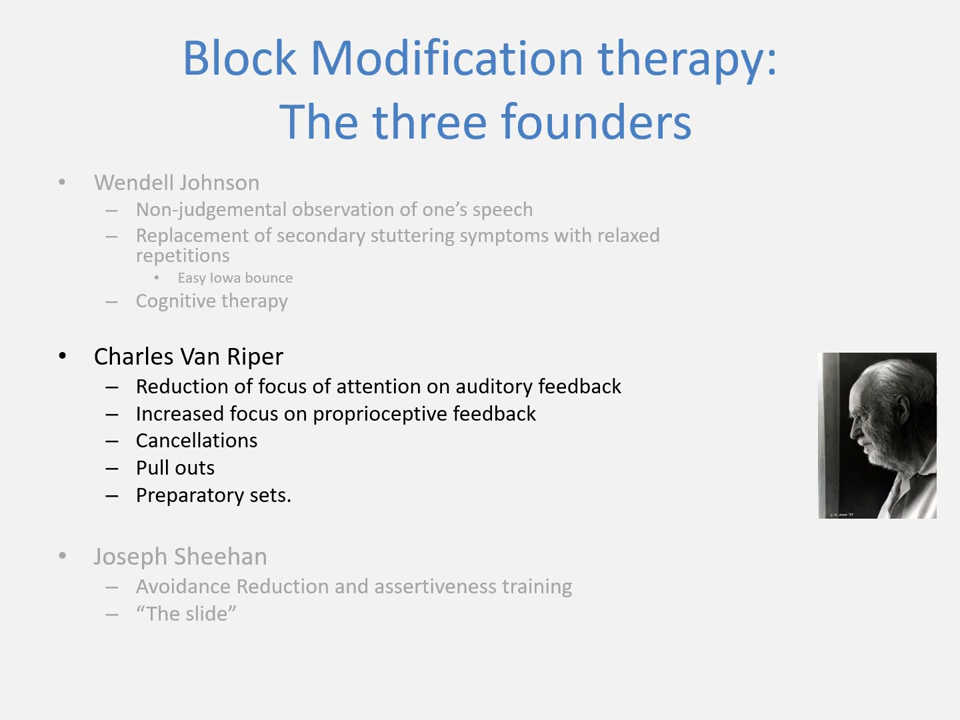 Block Modification therapy:
The three founders
• Wendell Johnson
– Non-judgemental observation of one’s speech
– Replacement of secondary stuttering symptoms with relaxed
repetitions
• Easy Iowa bounce
– Cognitive therapy
• Charles Van Riper
– Reduction of focus of attention on auditory feedback
– Increased focus on proprioceptive feedback
– Cancellations
– Pull outs
– Preparatory sets.
• Joseph Sheehan
– Avoidance Reduction and assertiveness training
– “The slide”